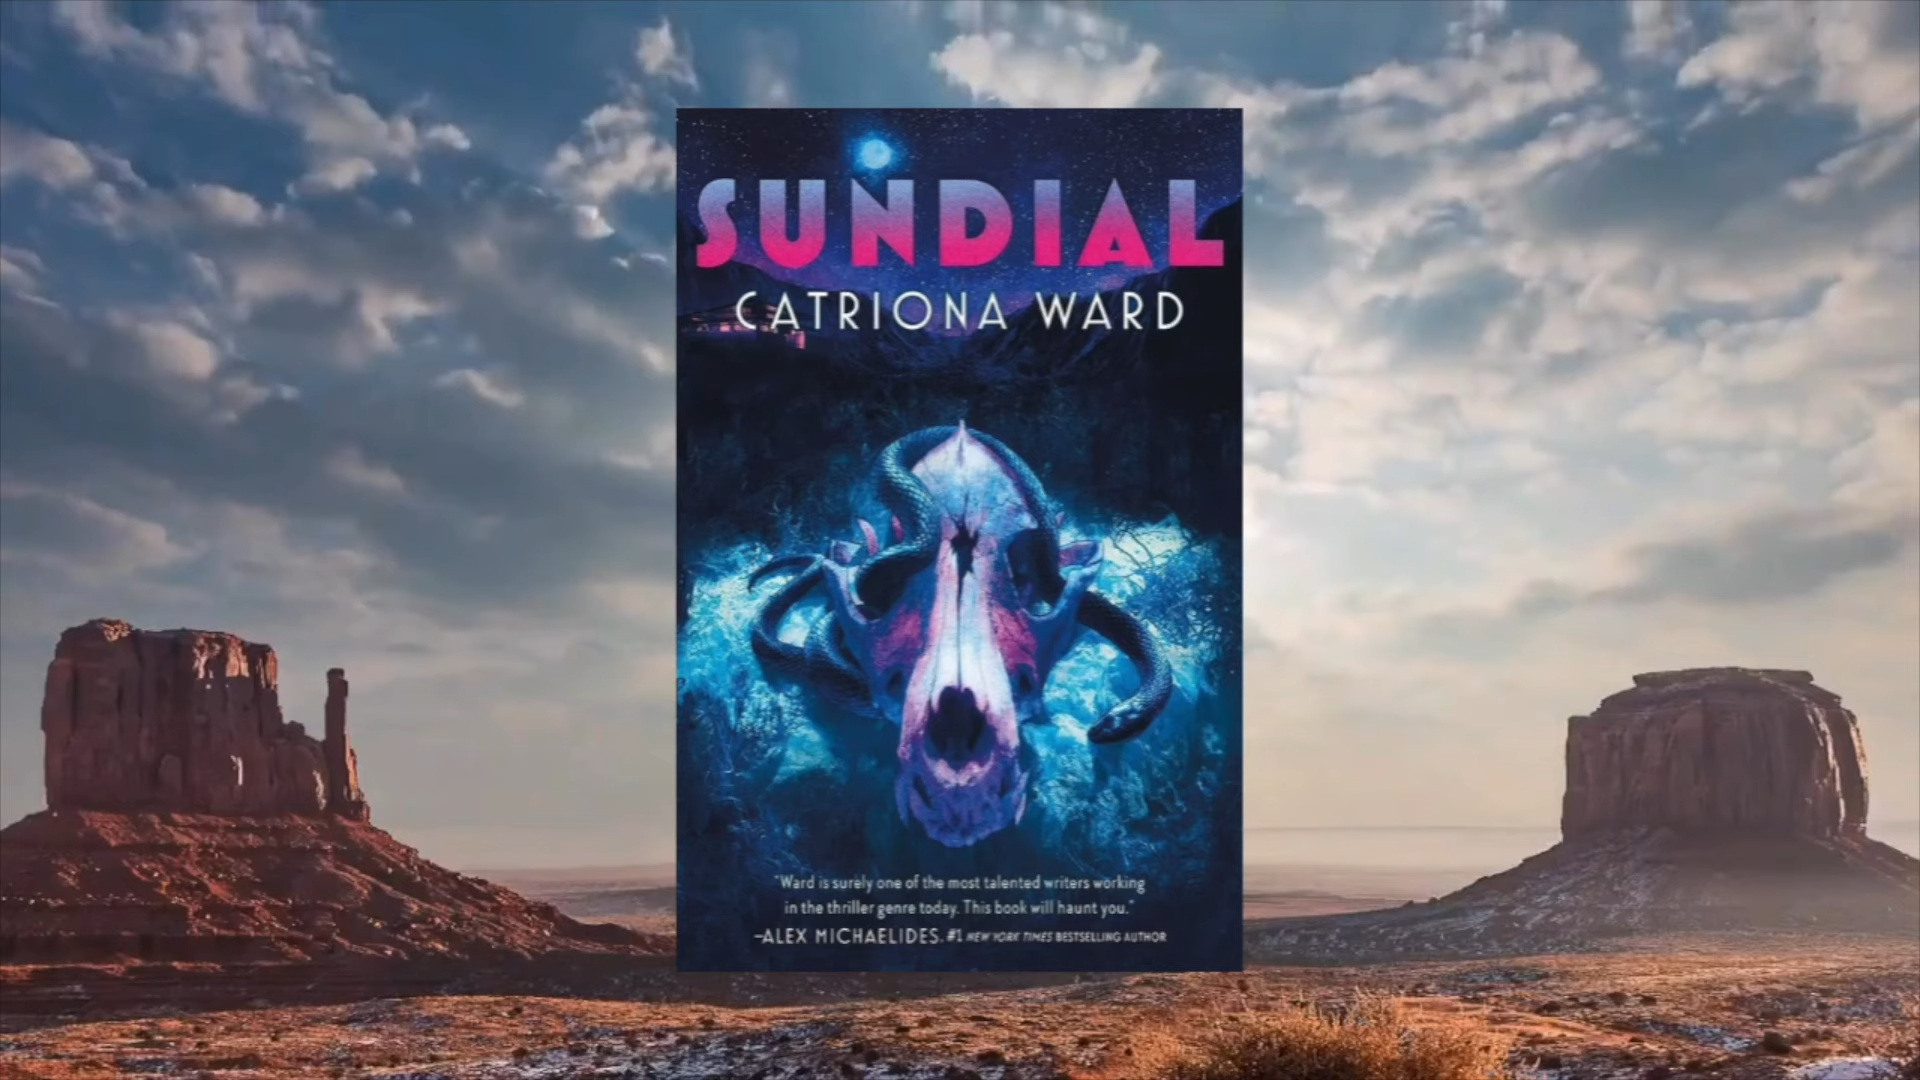 SUNDIAL
CATRIONA WARD
"Ward is surely one of the most talented writers working
in the thriller genre today. This book will haunt you."
–ALEX MICHAELIDES, #1 NEW YORK TIMES BESTSELLING AUTHOR